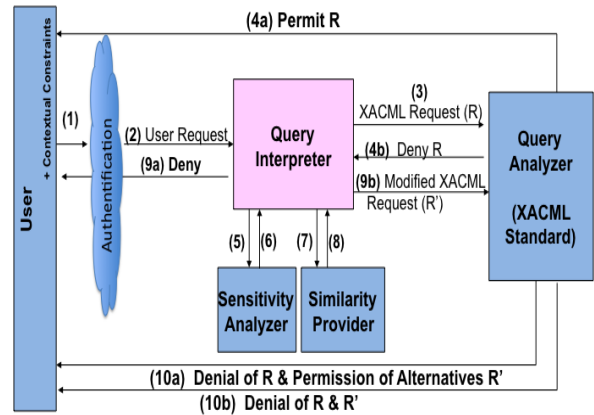 (4a) Permit R
User
+ Contextual Constraints
(1)
Authentification
(2) User Request
(9a) Deny
Query
Interpreter
(3)
XACML Request (R)
(4b) Deny R
(9b) Modified XACML
Request (R’)
Query
Analyzer
(XACML
Standard)
(5)
(6)
(7)
(8)
Sensitivity
Analyzer
Similarity
Provider
(10a) Denial of R & Permission of Alternatives R’
(10b) Denial of R & R’